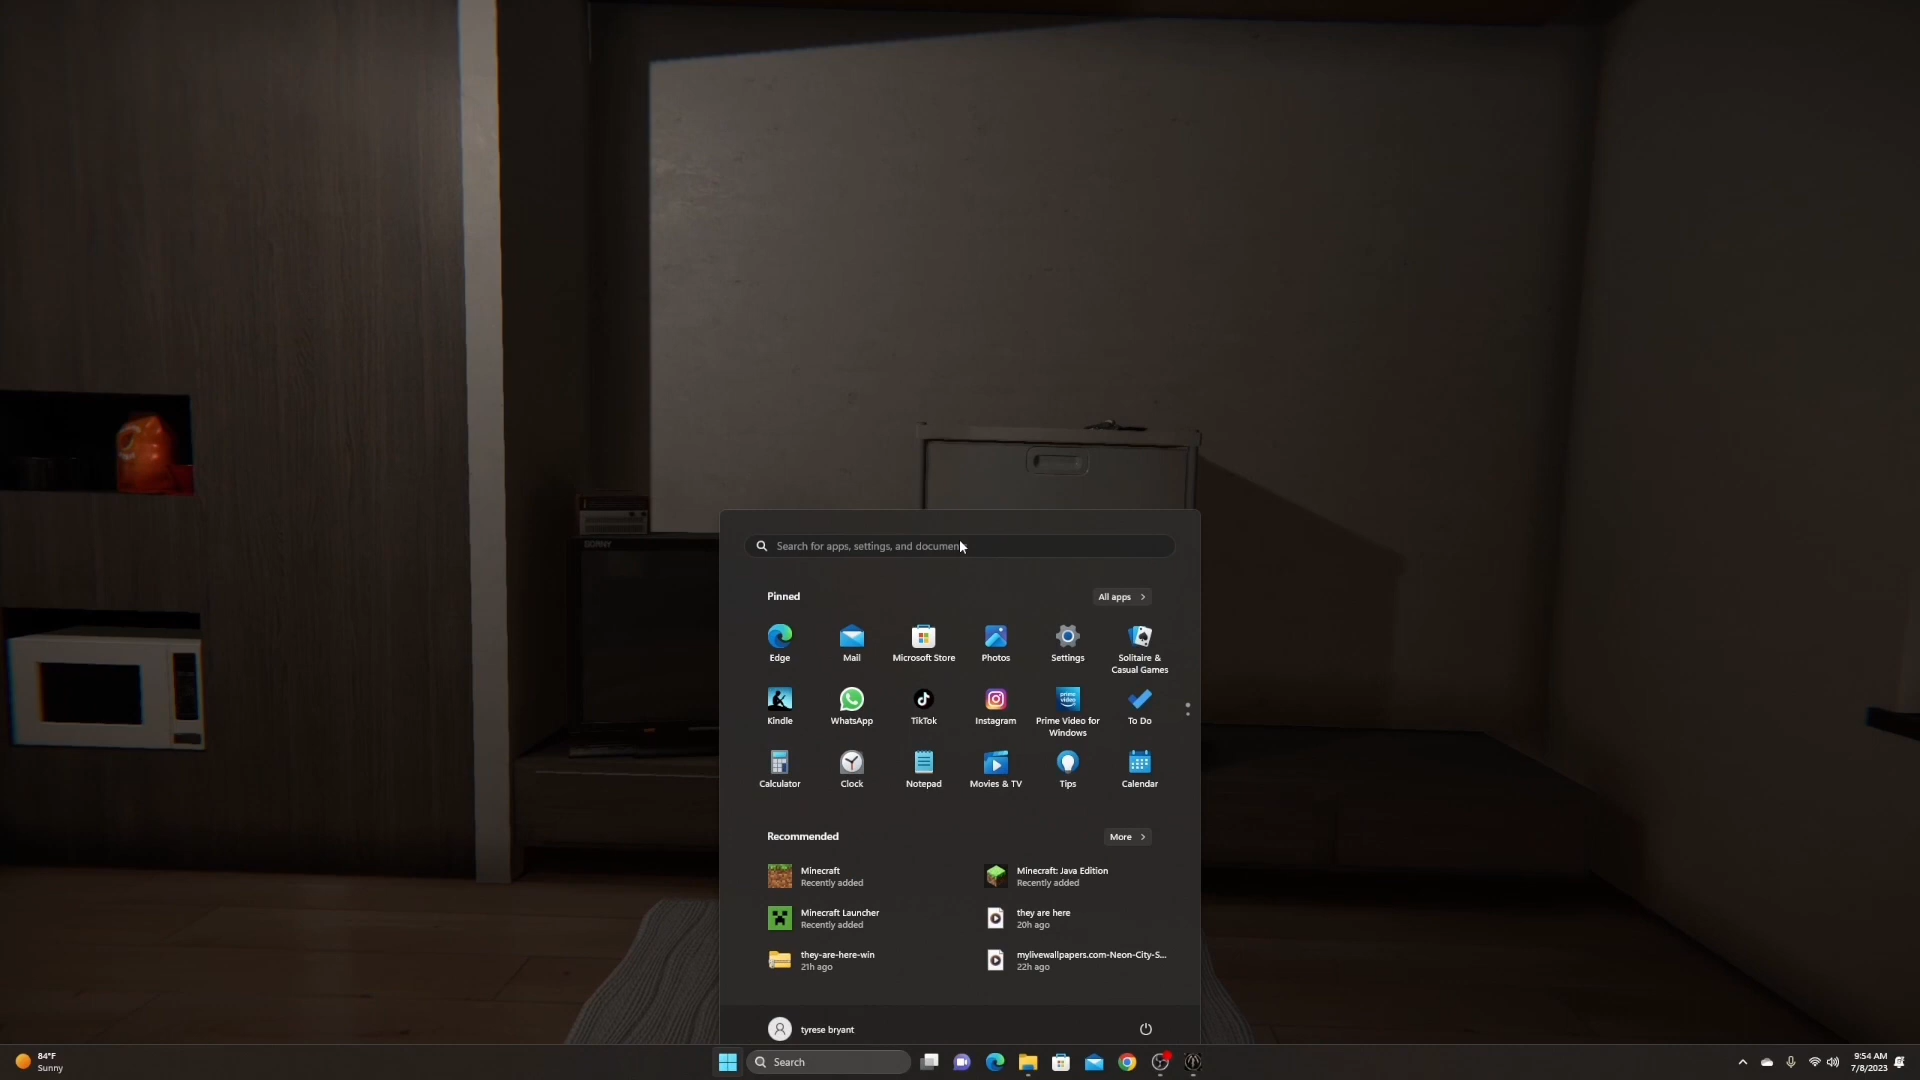 SORNY
Search for apps, settings, and documen
Pinned
All apps
Edge
Mail
Microsoft Store
Photos
Settings
Solitaire &
Casual Games
Kindle
WhatsApp
TikTok
Instagram
prime video
Prime Video for
Windows
To Do
Calculator
Clock
Notepad
Movies & TV
Tips
Calendar
Recommended
More
Minecraft
Recently added
Minecraft: Java Edition
Recently added
Minecraft Launcher
Recently added
they are here
20h ago
they-are-here-win
21h ago
mylivewallpapers.com-Neon-City-S...
22h ago
tyrese bryant
84°F
Sunny
Search
9:54 AM
7/8/2023